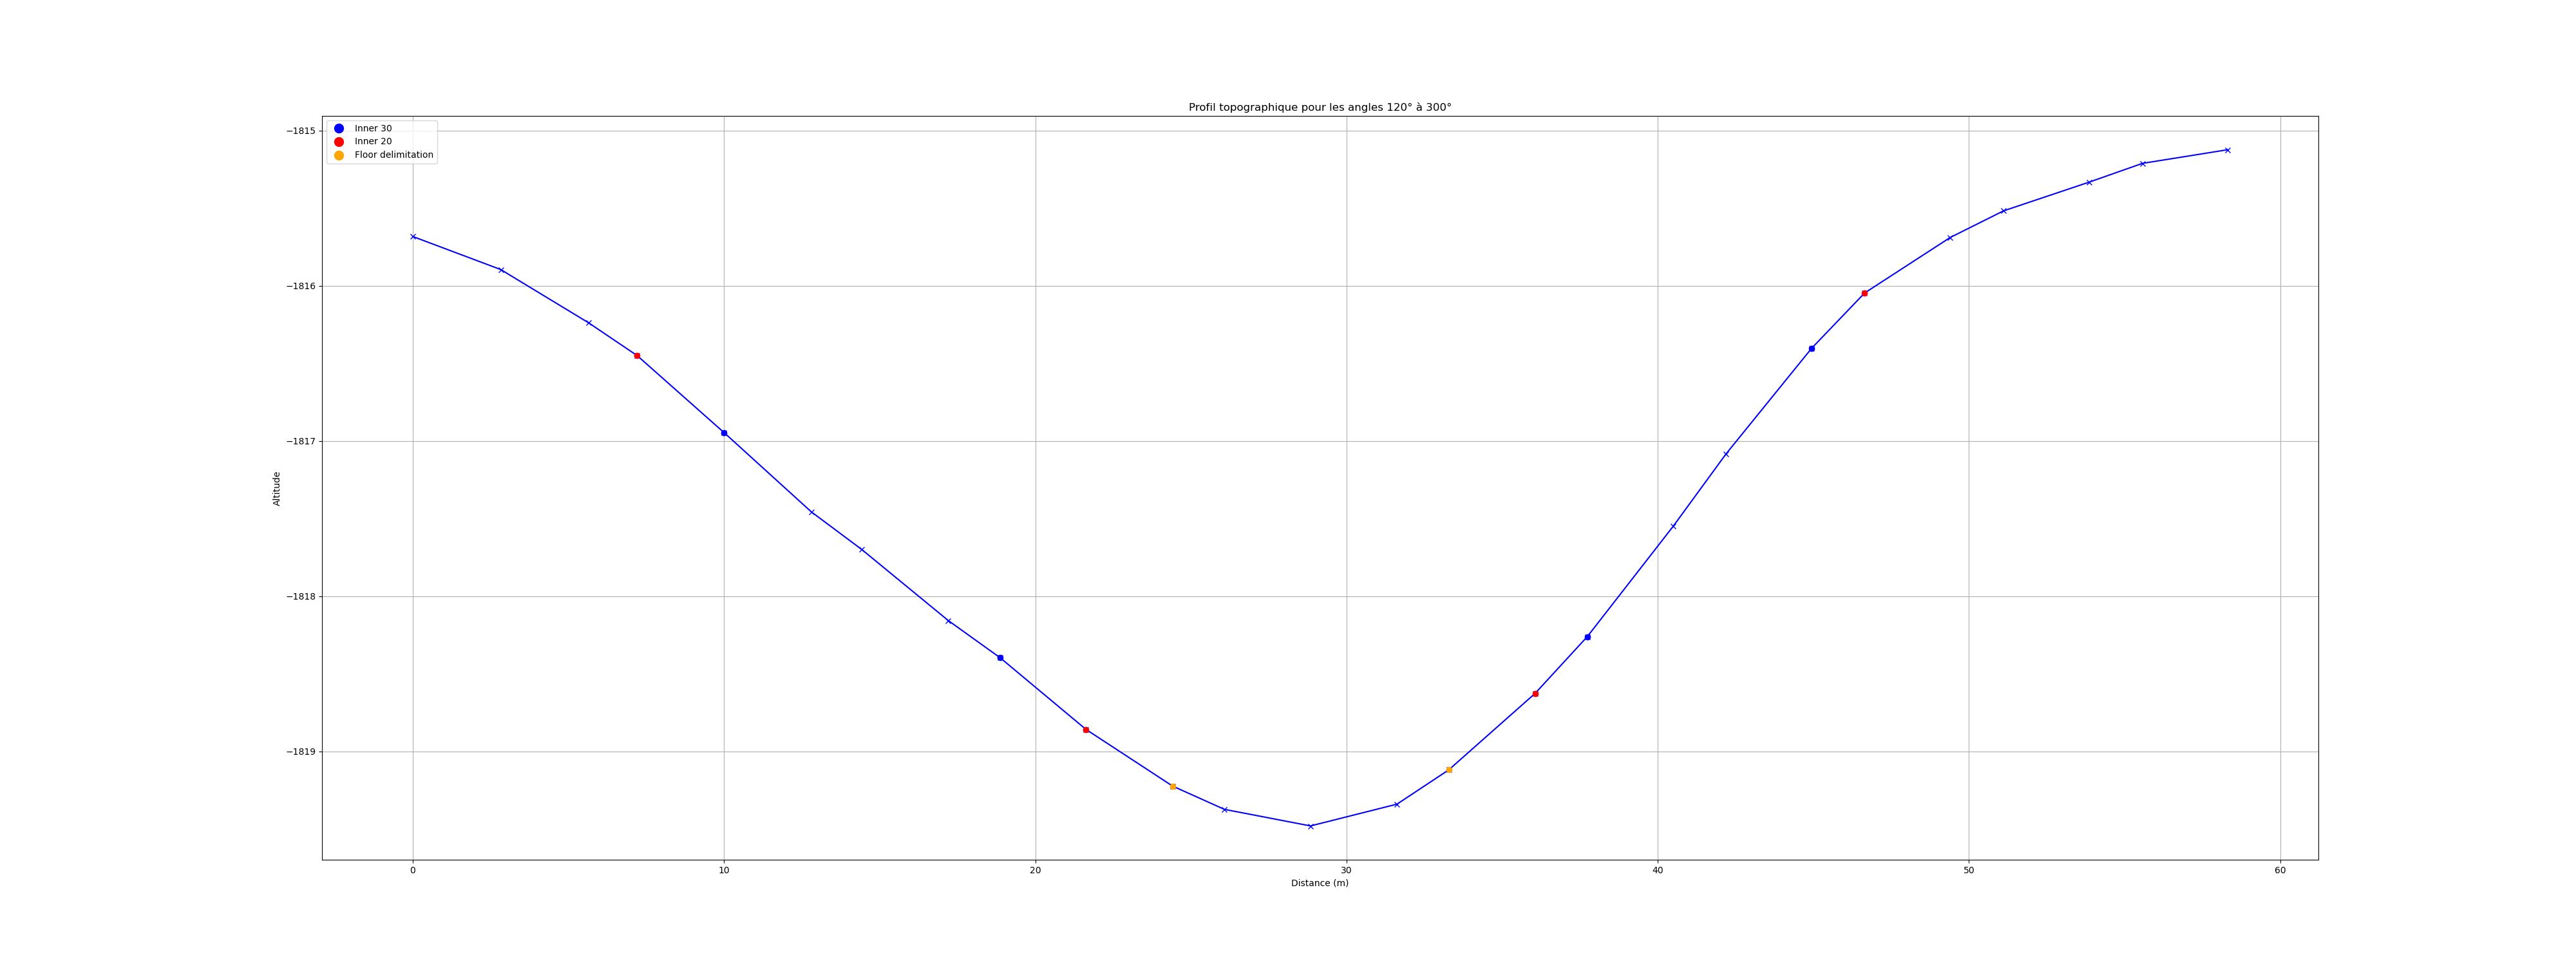 Profil topographique pour les angles 120° à 300°
Inner 30
Inner 20
Floor delimitation
−1815
−1816
−1817
−1818
−1819
Altitude
0 10 20 30 40 50 60
Distance (m)